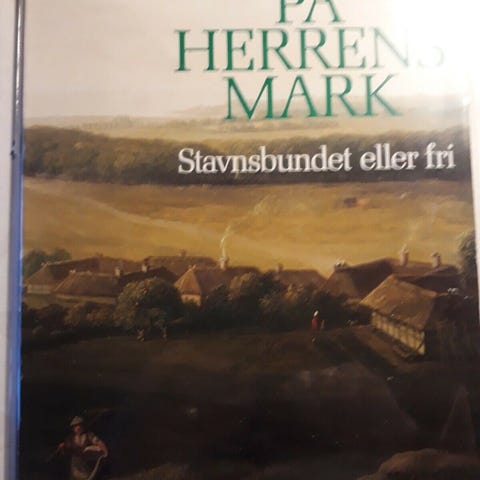 PÅ
HERRENS
MARK
Stavnsbundet eller fri